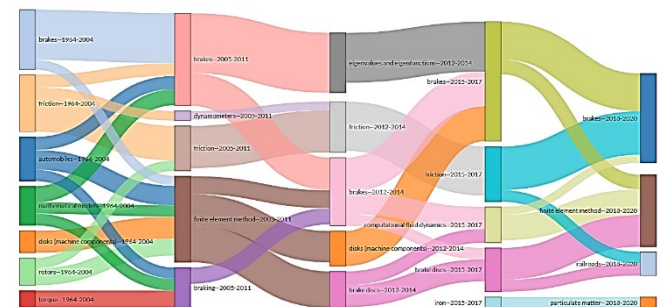 brakes--1964-2004
friction--1964-2004
automobiles--1964-2004
mathematical models--1964-2004
disks (machine components)--1964-2004
rotors--1964-2004
torque--1964-2004
brakes--2005-2011
dynamometers--2005-2011
friction--2005-2011
finite element method--2005-2011
braking--2005-2011
eigenvalues and eigenfunctions--2012-2014
friction--2012-2014
brakes--2012-2014
disks (machine components)--2012-2014
brake discs--2012-2014
brakes--2015-2017
friction--2015-2017
computational fluid dynamics--2015-2017
brake discs--2015-2017
iron--2015-2017
brakes--2018-2020
finite element method--2018-2020
railroads--2018-2020
particulate matter--2018-2020